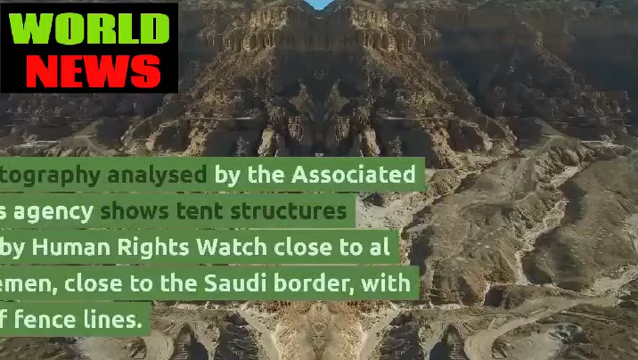 WORLD
NEWS
tography analysed by the Associated
s agency shows tent structures
by Human Rights Watch close to al
emen, close to the Saudi border, with
f fence lines.